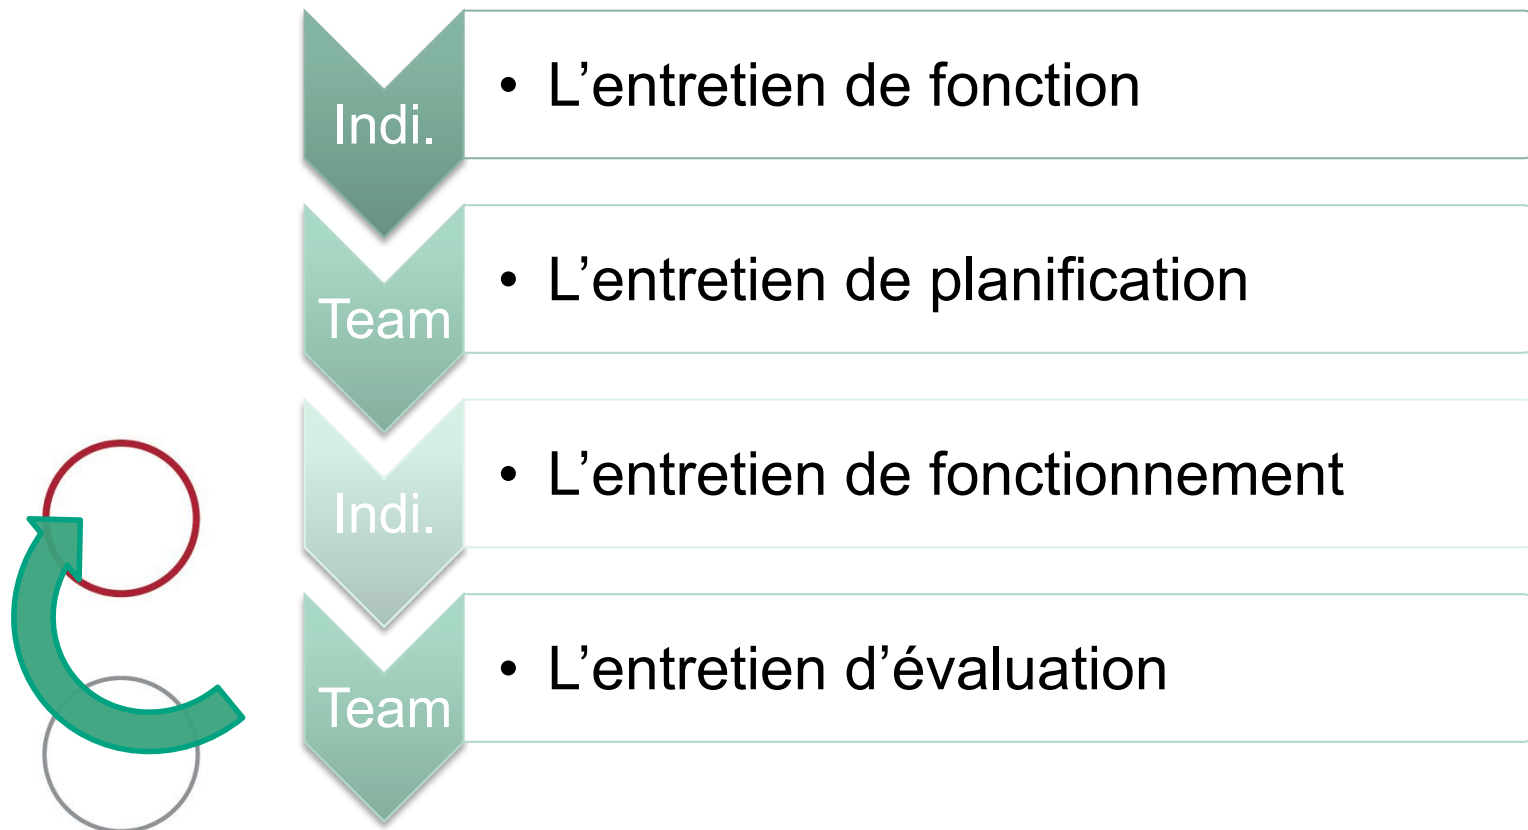 Indi.
• L’entretien de fonction
Team
• L’entretien de planification
Indi.
• L’entretien de fonctionnement
Team
• L’entretien d’évaluation